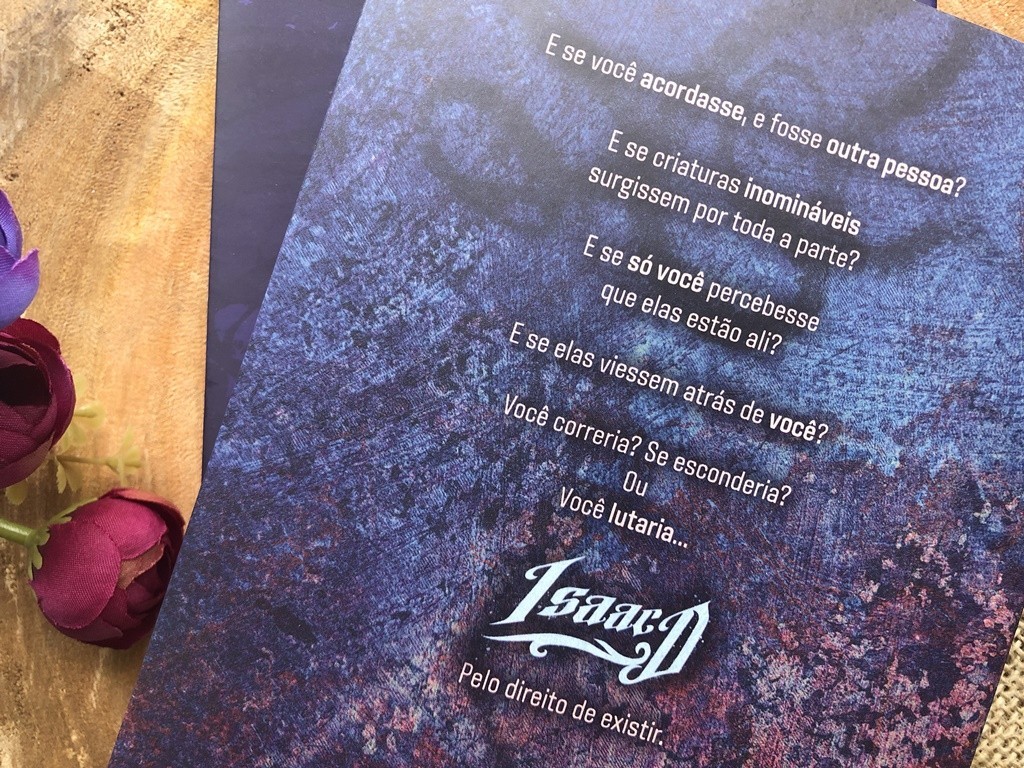 E se você acordasse, e fosse outra pessoa?
E se criaturas inomináveis
surgissem por toda a parte?
E se só você percebesse
que elas estão ali?
E se elas viessem atrás de você?
Você correria? Se esconderia?
Ou
Você lutaria...
Isaac D
Pelo direito de existir.